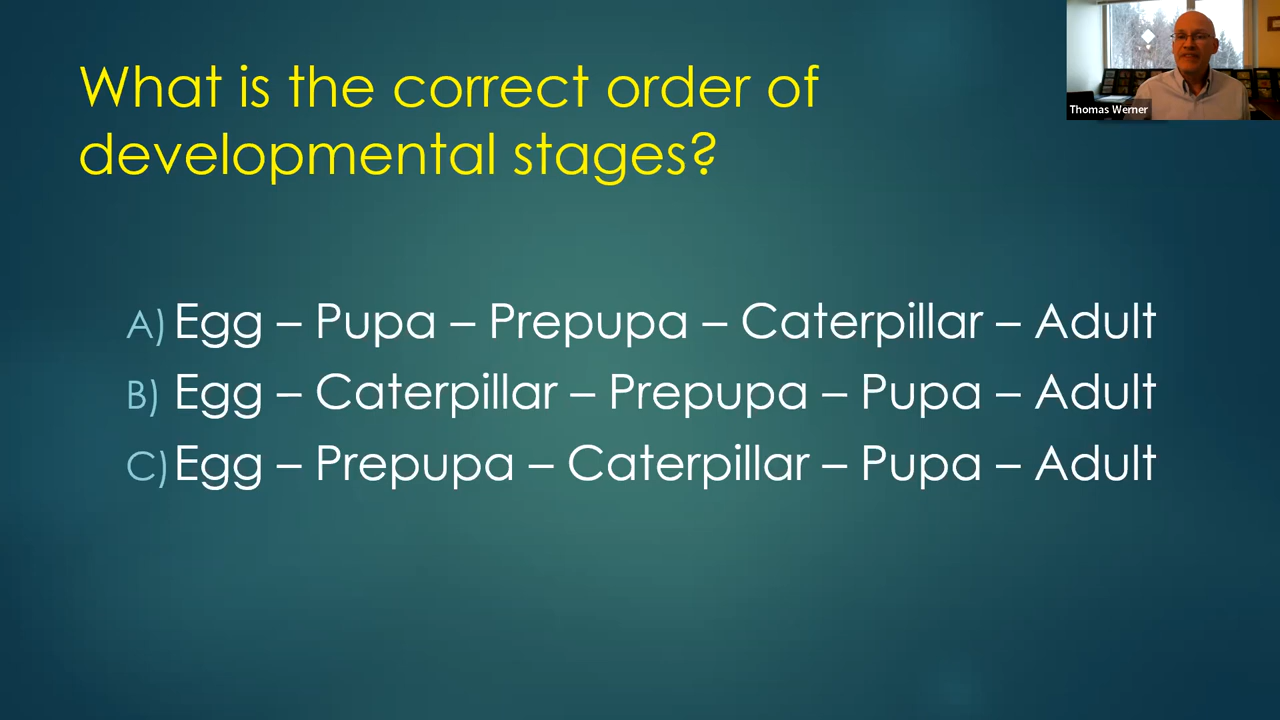 What is the correct order of
developmental stages?
Thomas Werner
A) Egg – Pupa – Prepupa – Caterpillar – Adult
B) Egg – Caterpillar – Prepupa – Pupa – Adult
C) Egg – Prepupa – Caterpillar – Pupa – Adult